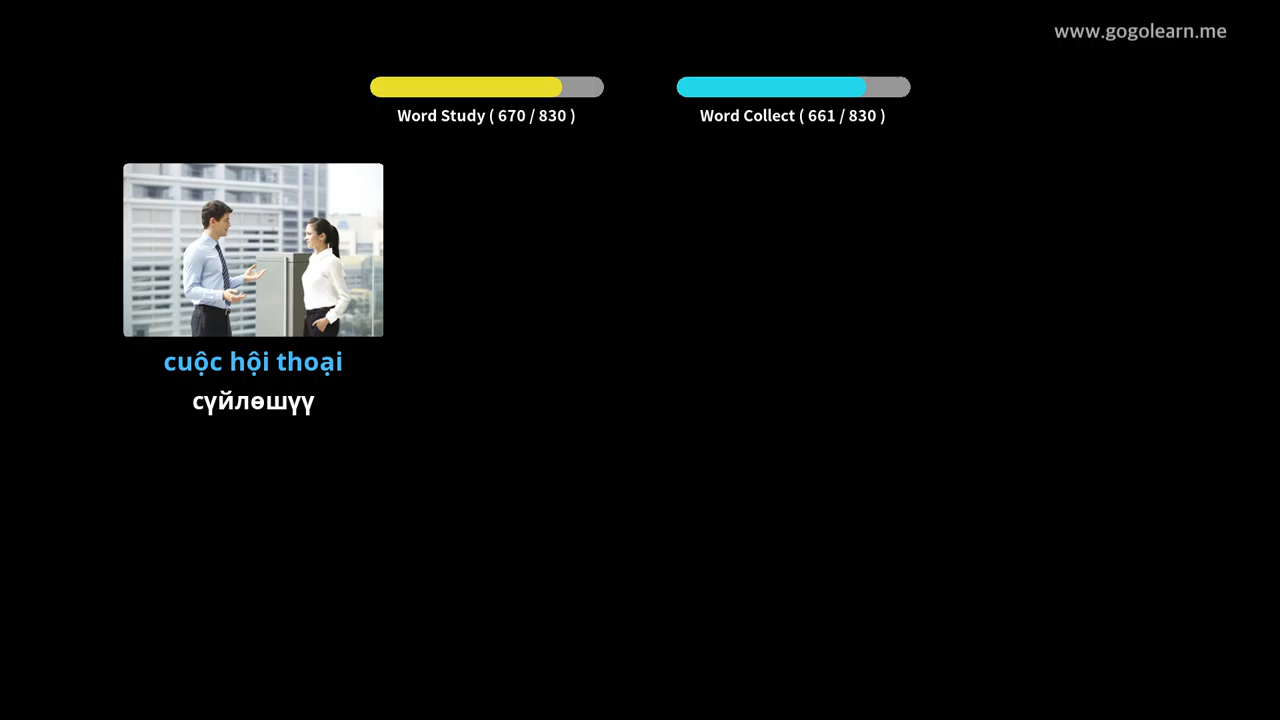 www.gogolearn.me
Word Study ( 670 / 830 )
Word Collect ( 661 / 830 )
cuộc hội thoại
сүйлөшүү